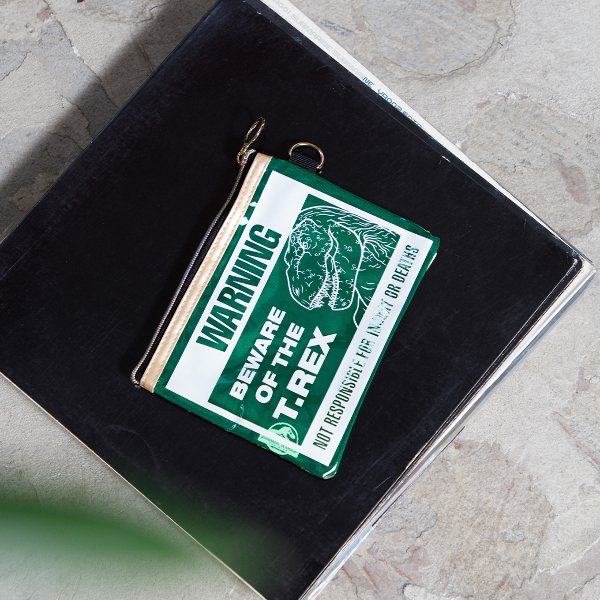 WARNING
BEWARE
OF THE
T.REX
NOT RESPONSIBLE FOR INJURY OR DEATHS